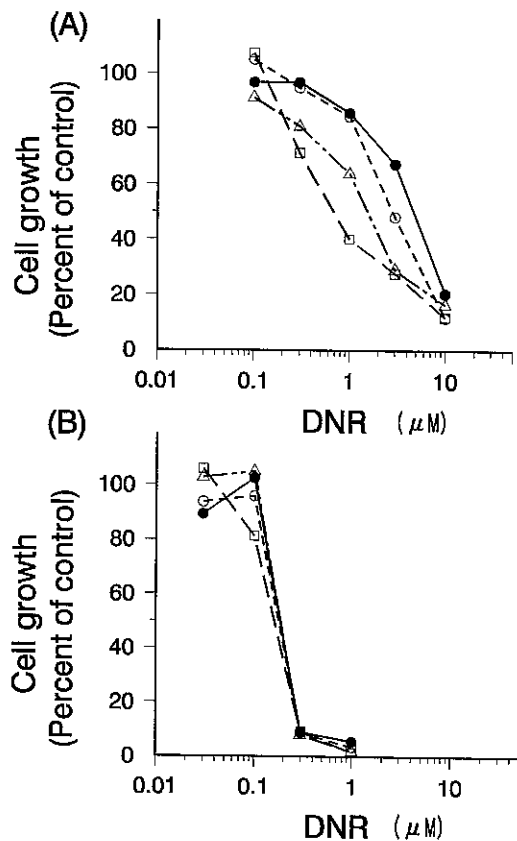 (A)
Cell growth
(Percent of control)
100
80
60
40
20
0
0.01 0.1 1 10
DNR (μM)
(B)
Cell growth
(Percent of control)
100
80
60
40
20
0
0.01 0.1 1 10
DNR (μM)